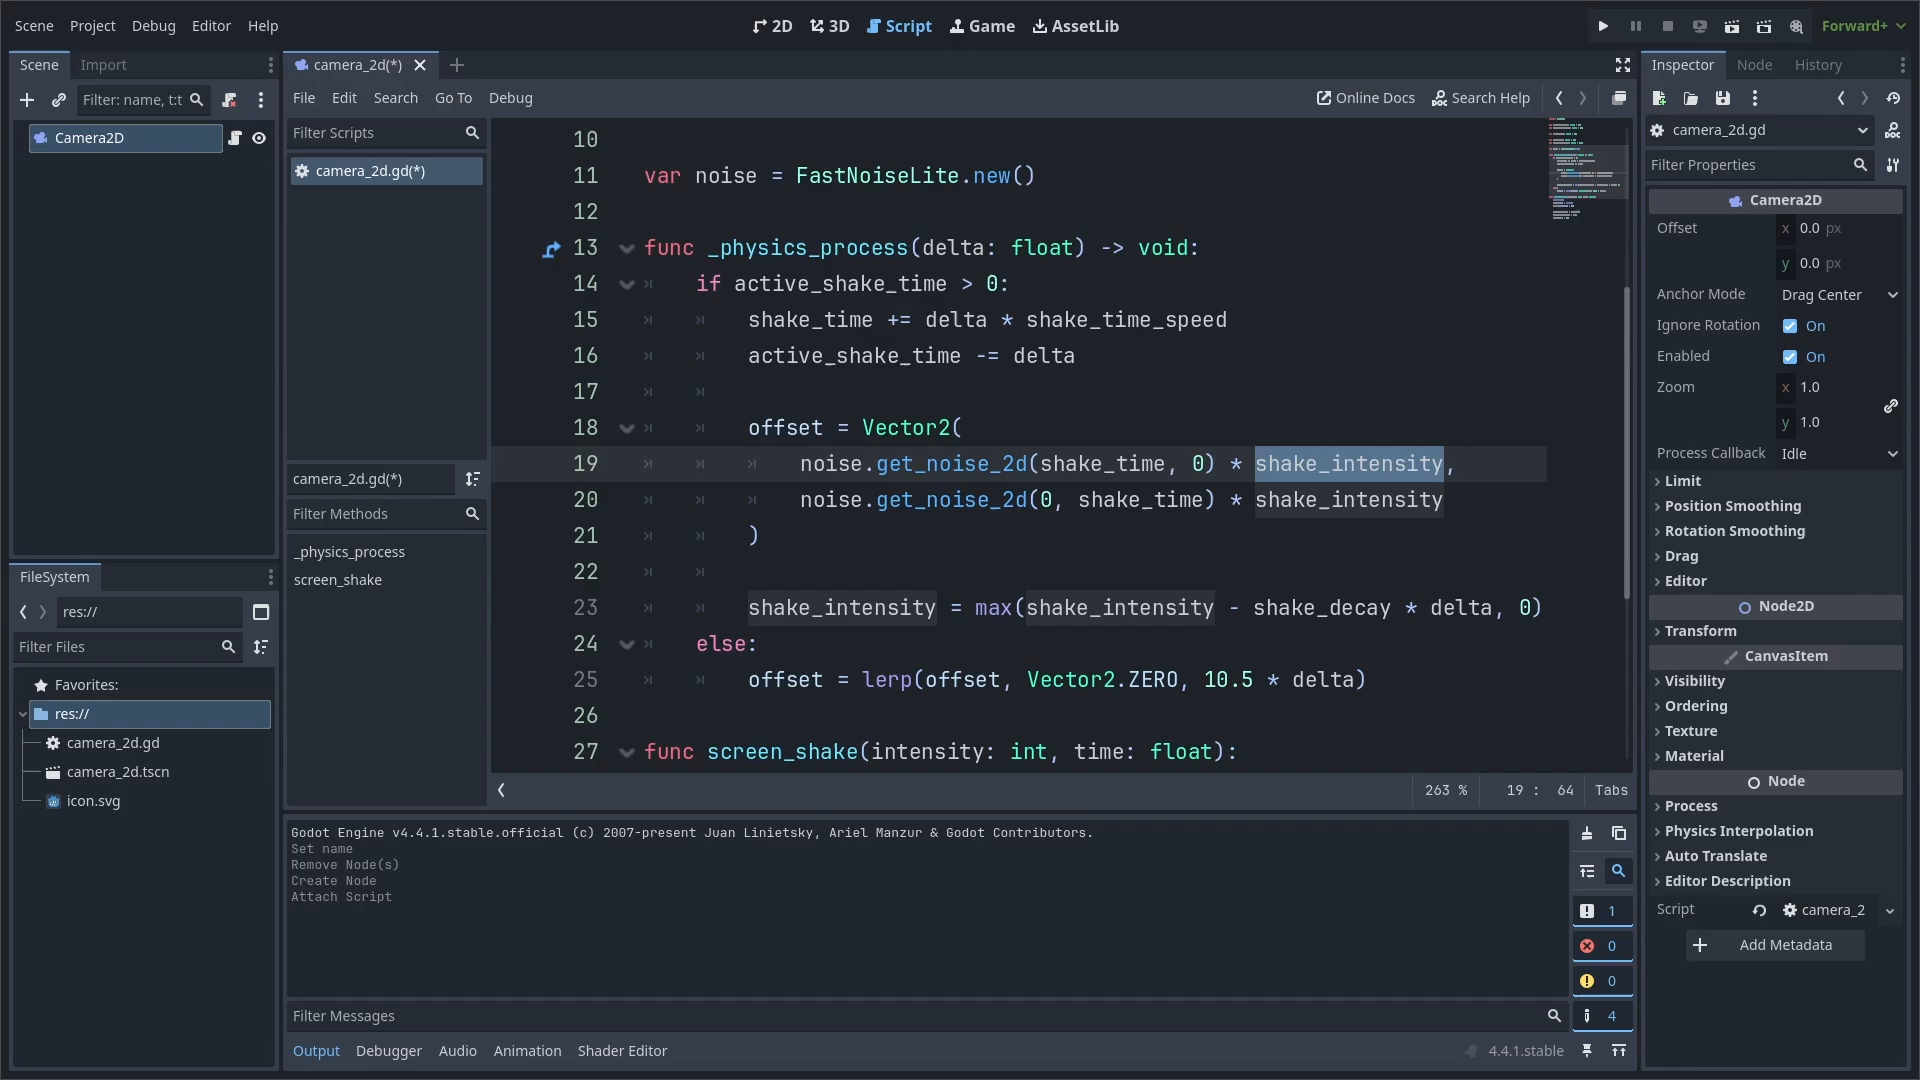 Scene Project Debug Editor Help
2D 3D Script Game AssetLib
Forward+
Scene Import
Filter: name, t:t
Camera2D
FileSystem
res://
Filter Files
Favorites:
res://
camera_2d.gd
camera_2d.tscn
icon.svg
camera_2d(*)
File Edit Search Go To Debug
Online Docs Search Help
Filter Scripts
camera_2d.gd(*)
camera_2d.gd(*)
Filter Methods
_physics_process
screen_shake
10
11 var noise = FastNoiseLite.new()
12
13 func _physics_process(delta: float) -> void:
14 if active_shake_time > 0:
15 shake_time += delta * shake_time_speed
16 active_shake_time -= delta
17
18 offset = Vector2(
19 noise.get_noise_2d(shake_time, 0) * shake_intensity,
20 noise.get_noise_2d(0, shake_time) * shake_intensity
21 )
22
23 shake_intensity = max(shake_intensity - shake_decay * delta, 0)
24 else:
25 offset = lerp(offset, Vector2.ZERO, 10.5 * delta)
26
27 func screen_shake(intensity: int, time: float):
263 % 19 : 64 Tabs
Godot Engine v4.4.1.stable.official (c) 2007-present Juan Linietsky, Ariel Manzur & Godot Contributors.
Set name
Remove Node(s)
Create Node
Attach Script
1
0
0
4
Filter Messages
Output Debugger Audio Animation Shader Editor
4.4.1.stable
Inspector Node History
camera_2d.gd
Filter Properties
Camera2D
Offset x 0.0 px
y 0.0 px
Anchor Mode Drag Center
Ignore Rotation On
Enabled On
Zoom x 1.0
y 1.0
Process Callback Idle
Limit
Position Smoothing
Rotation Smoothing
Drag
Editor
Node2D
Transform
CanvasItem
Visibility
Ordering
Texture
Material
Node
Process
Physics Interpolation
Auto Translate
Editor Description
Script camera_2
Add Metadata